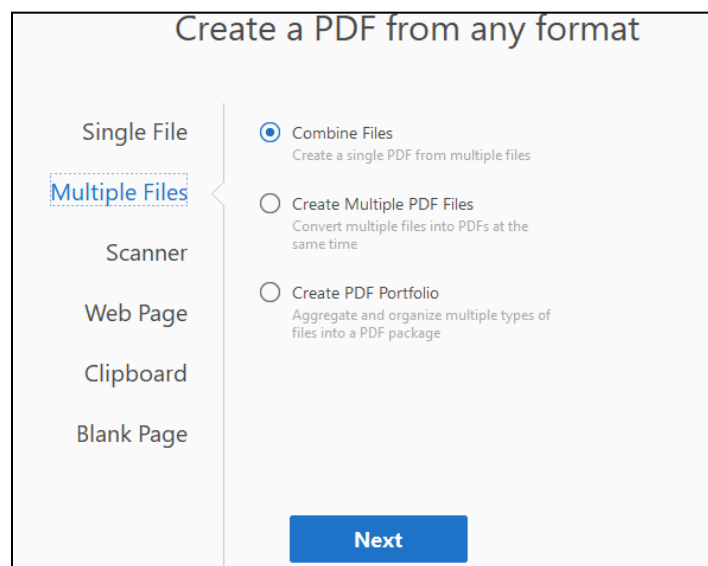 Create a PDF from any format
Single File
Multiple Files
Scanner
Web Page
Clipboard
Blank Page
Combine Files
Create a single PDF from multiple files
Create Multiple PDF Files
Convert multiple files into PDFs at the
same time
Create PDF Portfolio
Aggregate and organize multiple types of
files into a PDF package
Next